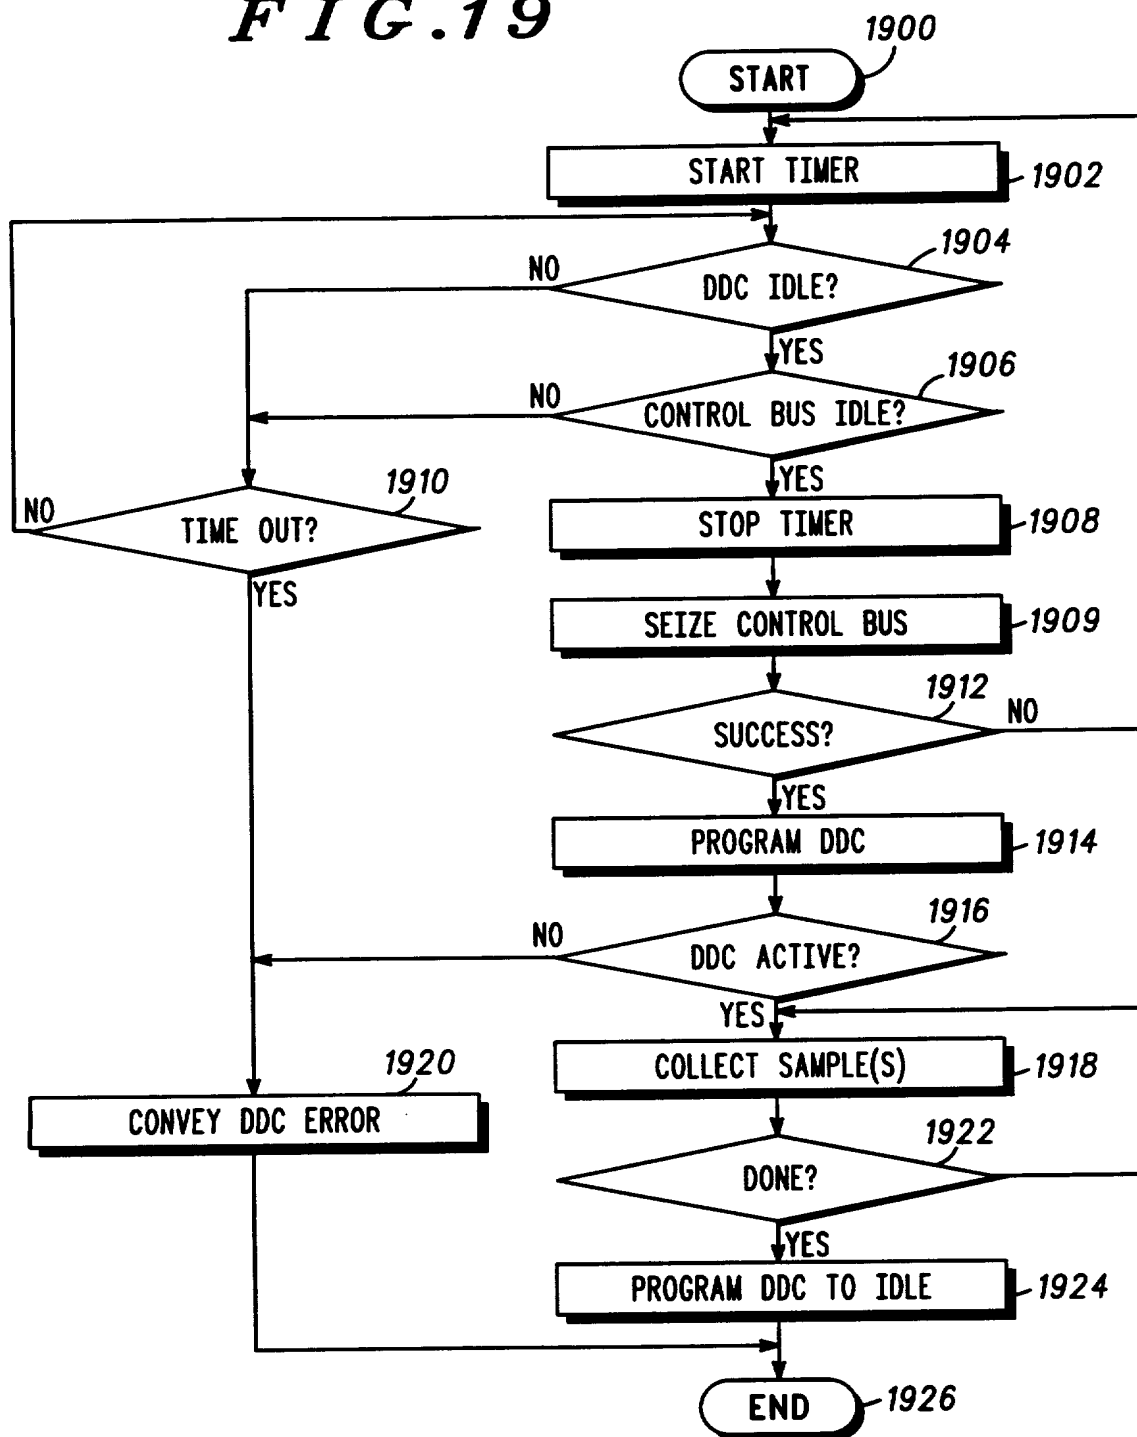 FIG.19
1900
START
START TIMER
1902
1904
NO
DDC IDLE?
YES
1906
NO
CONTROL BUS IDLE?
YES
1910
NO
TIME OUT?
YES
STOP TIMER
1908
SEIZE CONTROL BUS
1909
1912
SUCCESS?
NO
YES
PROGRAM DDC
1914
1916
NO
DDC ACTIVE?
YES
COLLECT SAMPLE(S)
1918
1920
CONVEY DDC ERROR
1922
DONE?
YES
PROGRAM DDC TO IDLE
1924
END
1926